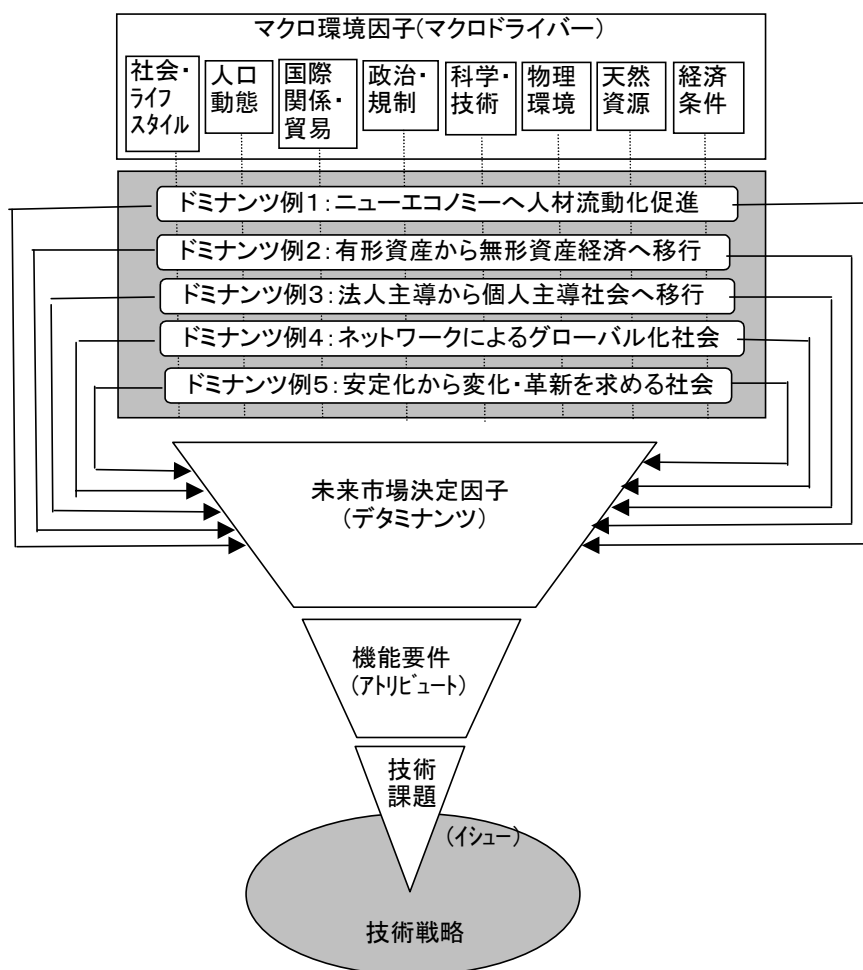 マクロ環境因子(マクロドライバー)
社会・
ﾗｲﾌ
ｽﾀｲﾙ
人口
動態
国際
関係・
貿易
政治・
規制
科学・
技術
物理
環境
天然
資源
経済
条件
ドミナンツ例1:ニューエコノミーへ人材流動化促進
ドミナンツ例2:有形資産から無形資産経済へ移行
ドミナンツ例3:法人主導から個人主導社会へ移行
ドミナンツ例4:ネットワークによるグローバル化社会
ドミナンツ例5:安定化から変化・革新を求める社会
未来市場決定因子
(デタミナンツ)
機能要件
(ｱﾄﾘﾋﾞｭｰﾄ)
技術
課題
(ｲｼｭｰ)
技術戦略